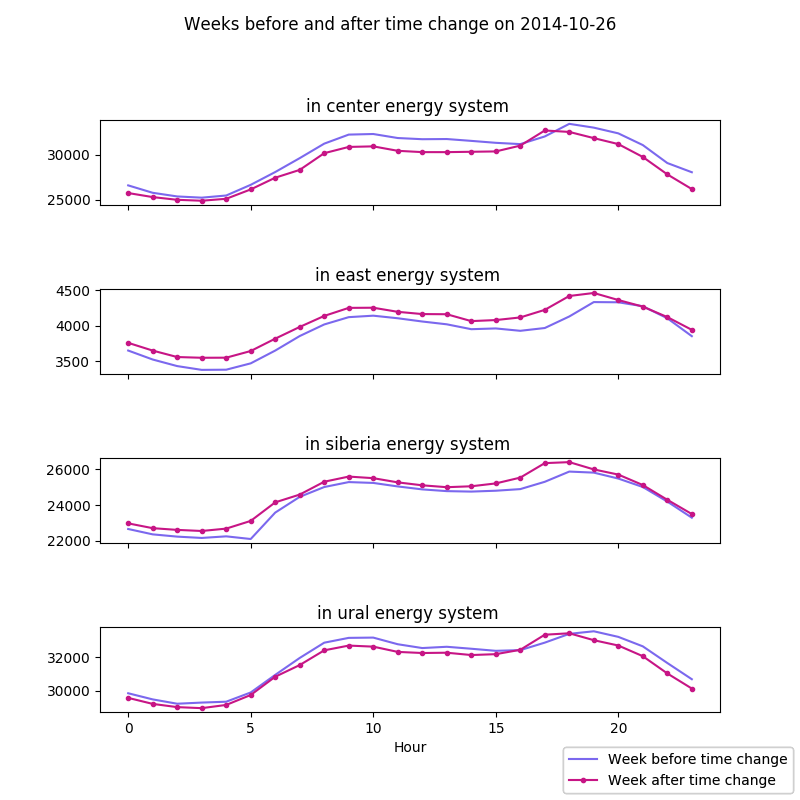 Weeks before and after time change on 2014-10-26
in center energy system
30000
25000
in east energy system
4500
4000
3500
in siberia energy system
26000
24000
22000
in ural energy system
32000
30000
0 5 10 15 20
Hour
Week before time change
Week after time change